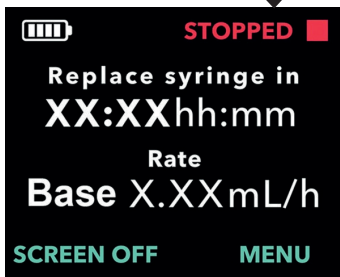 STOPPED
Replace syringe in
XX:XXhh:mm
Rate
Base X.XXmL/h
SCREEN OFF MENU